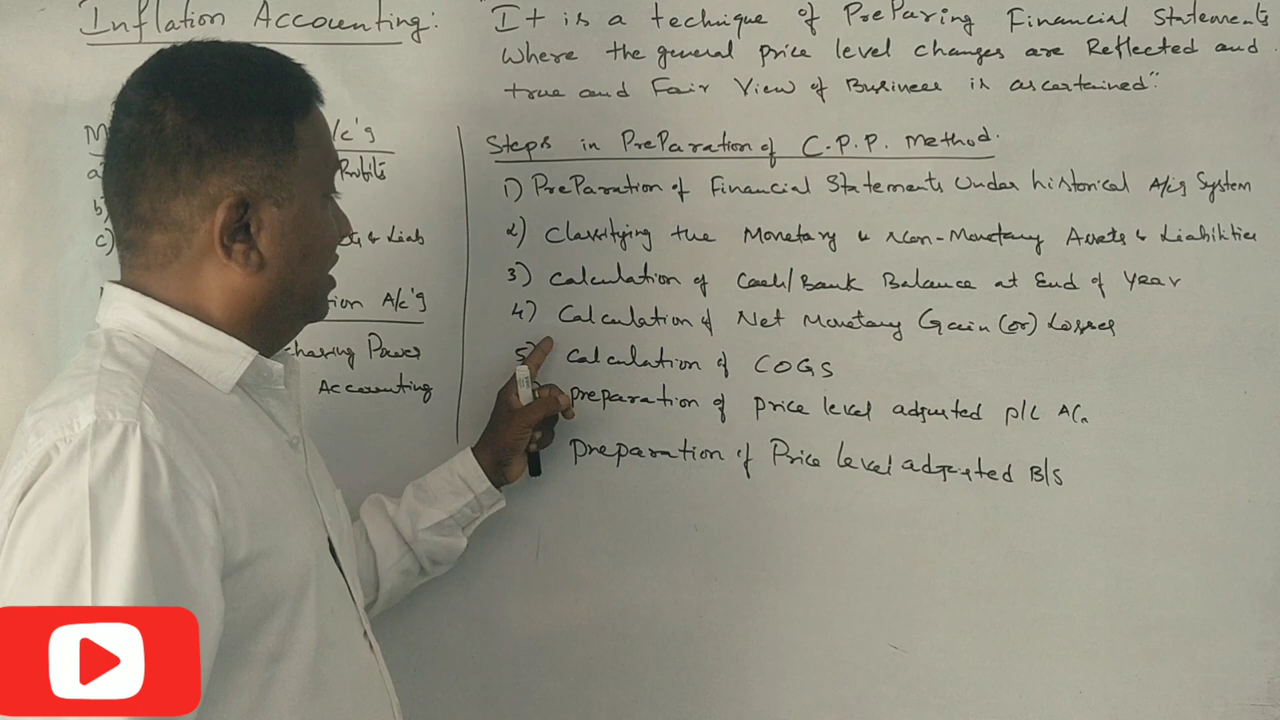 Inflation Accounting:
"It is a technique of Preparing Financial Statements
Where the general price level changes are Reflected and
true and Fair View of Business is ascertained"
/c's
a)
Profits
b)
c)
& Liab
tion A/c'g
chasing Power
Accounting
Steps in Preparation of C.P.P. Method.
1) Preparation of Financial Statements Under historical A/c'g System
2) Classifying the Monetary & Non-Monetary Assets & Liabilities
3) Calculation of Cash/Bank Balance at End of Year
4) Calculation of Net Monetary Gain (or) Losses
5) Calculation of COGS
Preparation of Price level adjusted P/L A/c
Preparation of Price level adjusted B/S